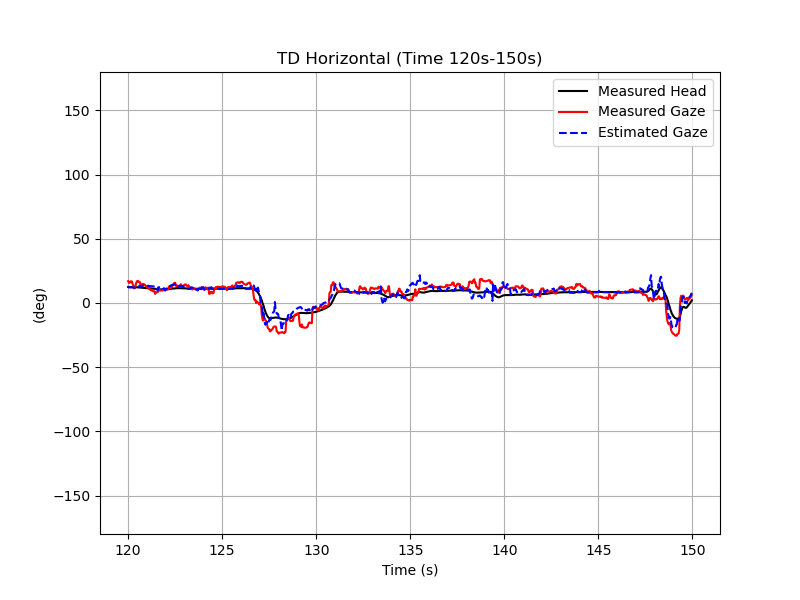 TD Horizontal (Time 120s-150s)
Measured Head
Measured Gaze
Estimated Gaze
150
100
50
0
−50
−100
−150
(deg)
120 125 130 135 140 145 150
Time (s)